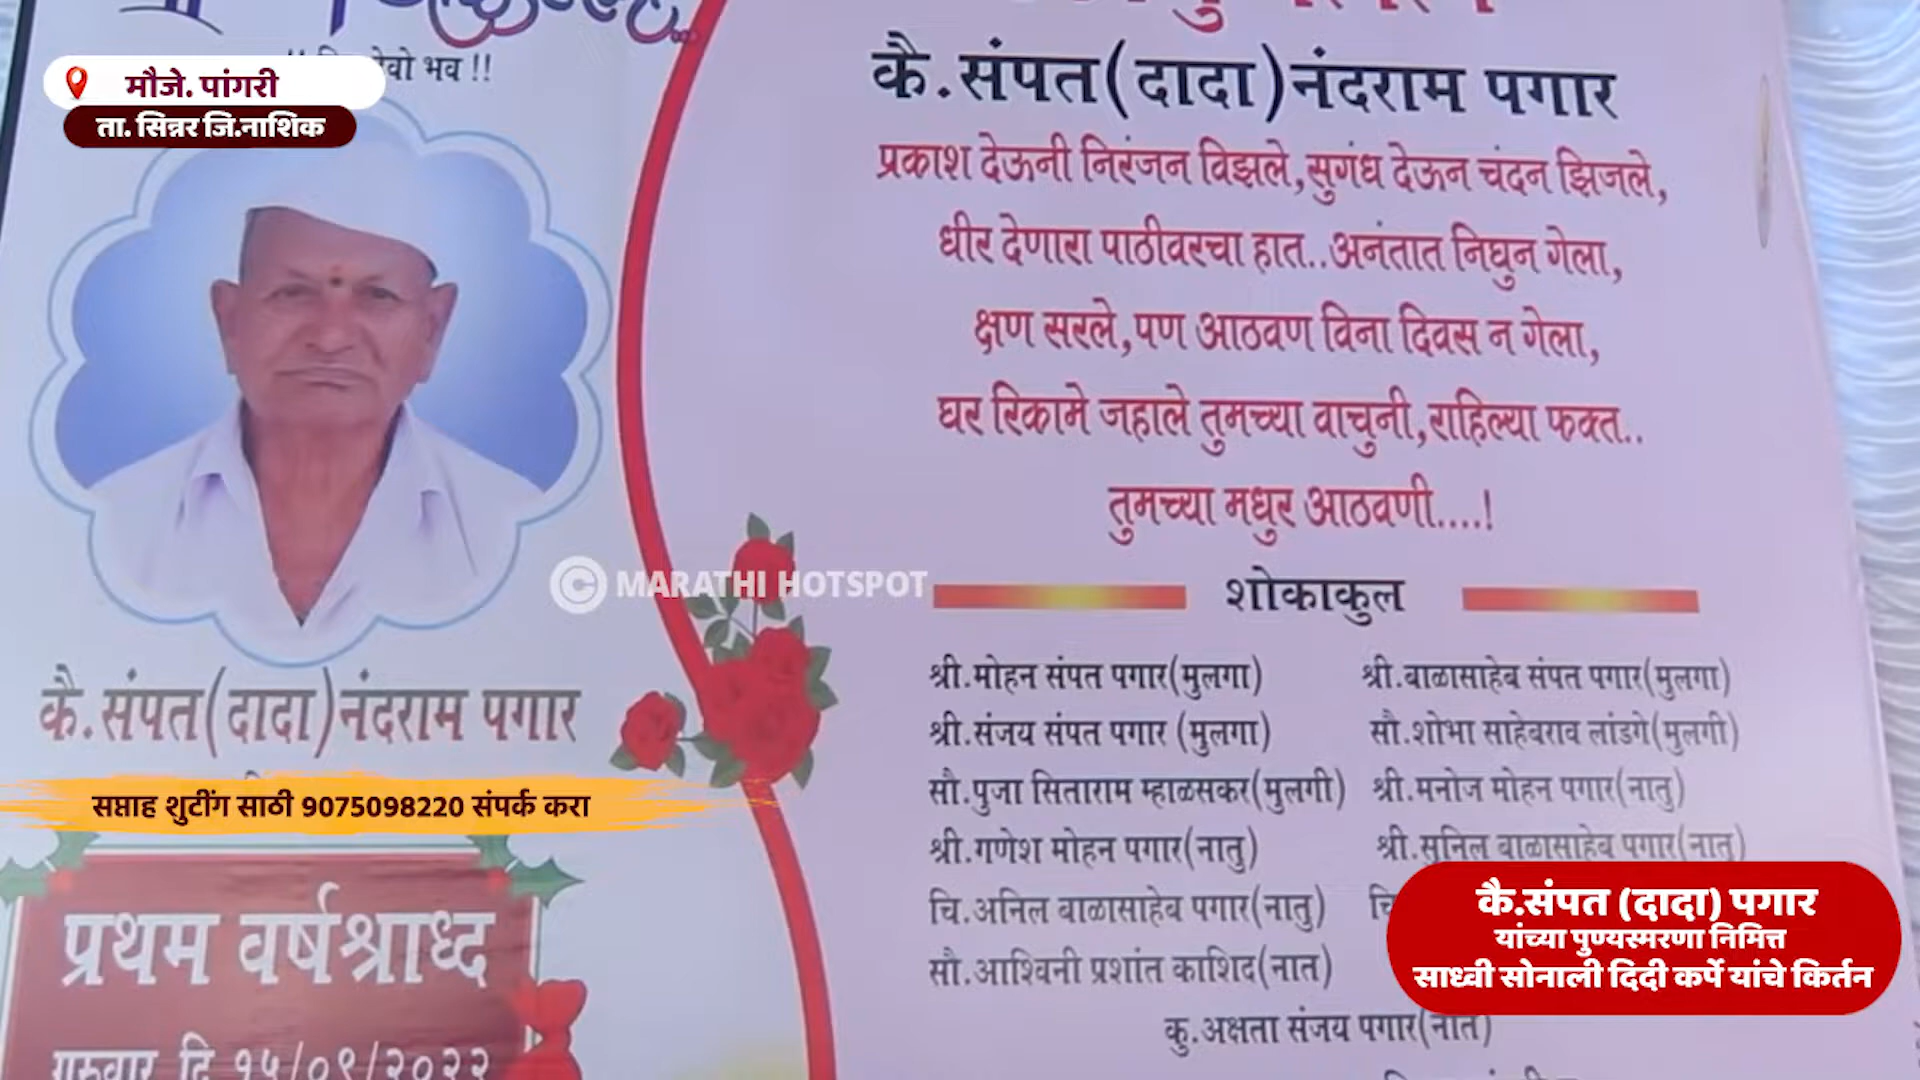 वो भव !!
मौजे. पांगरी
ता. सिन्नर जि.नाशिक
कै.संपत(दादा)नंदराम पगार
सप्ताह शुटींग साठी 9075098220 संपर्क करा
प्रथम वर्षश्राध्द
गुरुवार दि १५/०९/२०२२
कै.संपत(दादा)नंदराम पगार
प्रकाश देऊनी निरंजन विझले,सुगंध देऊन चंदन झिजले,
धीर देणारा पाठीवरचा हात..अनंतात निघुन गेला,
क्षण सरले,पण आठवण विना दिवस न गेला,
घर रिकामे जहाले तुमच्या वाचुनी,राहिल्या फक्त..
तुमच्या मधुर आठवणी....!
© MARATHI HOTSPOT
शोकाकुल
श्री.मोहन संपत पगार(मुलगा) श्री.बाळासाहेब संपत पगार(मुलगा)
श्री.संजय संपत पगार (मुलगा) सौ.शोभा साहेबराव लांडगे(मुलगी)
सौ.पुजा सिताराम म्हाळसकर(मुलगी) श्री.मनोज मोहन पगार(नातु)
श्री.गणेश मोहन पगार(नातु) श्री.सुनिल बाळासाहेब पगार(नातु)
चि.अनिल बाळासाहेब पगार(नातु) चि
सौ.आश्विनी प्रशांत काशिद(नात)
कु.अक्षता संजय पगार(नात)
कै.संपत (दादा) पगार
यांच्या पुण्यस्मरणा निमित्त
साध्वी सोनाली दिदी कर्पे यांचे किर्तन